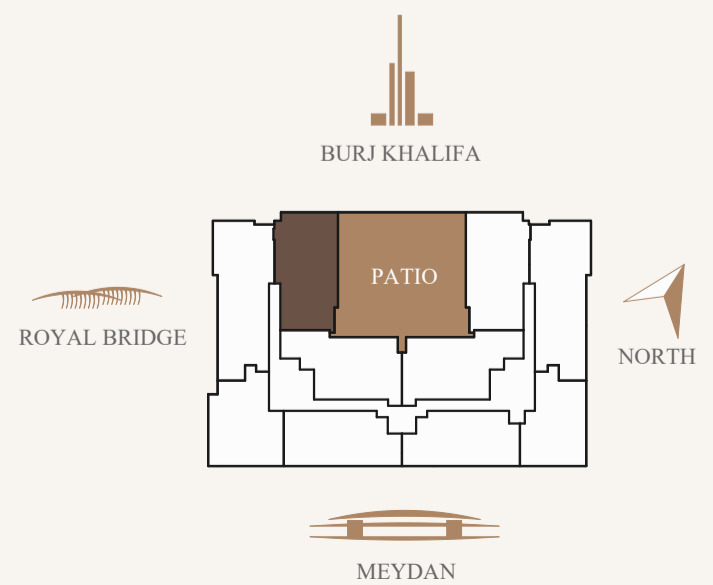 BURJ KHALIFA
PATIO
ROYAL BRIDGE
NORTH
MEYDAN